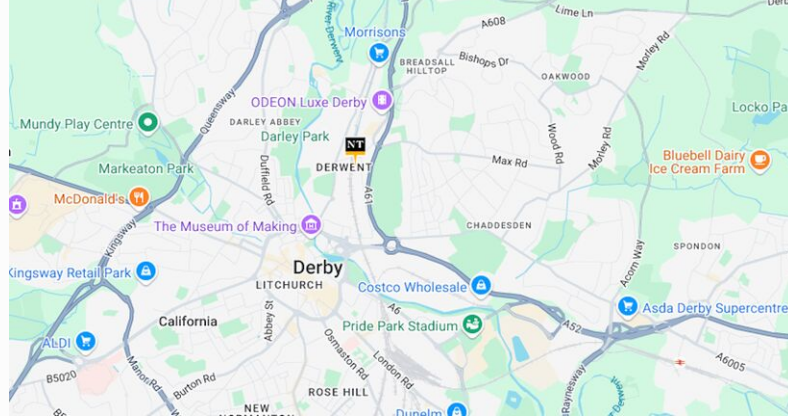 A608
Lime Ln
River Derwent
Morrisons
Morley Rd
BREADSALL
HILLTOP
Bishops Dr
OAKWOOD
Queensway
ODEON Luxe Derby
Locko Pa
Mundy Play Centre
DARLEY ABBEY
Darley Park
NT
Wood Rd
Morley Rd
Markeaton Park
Duffield Rd
DERWENT
Max Rd
Bluebell Dairy
Ice Cream Farm
McDonald's
A61
The Museum of Making
CHADDESDEN
Kingsway
SPONDON
Acorn Way
Kingsway Retail Park
Derby
LITCHURCH
Costco Wholesale
A6
Asda Derby Supercentre
California
Abbey St
Pride Park Stadium
A52
ALDI
Osmaston Rd
London Rd
A6005
B5020
Manor Rd
Burton Rd
ROSE HILL
Raynesway
Derwent
NEW
NORMANTON
Dunelm